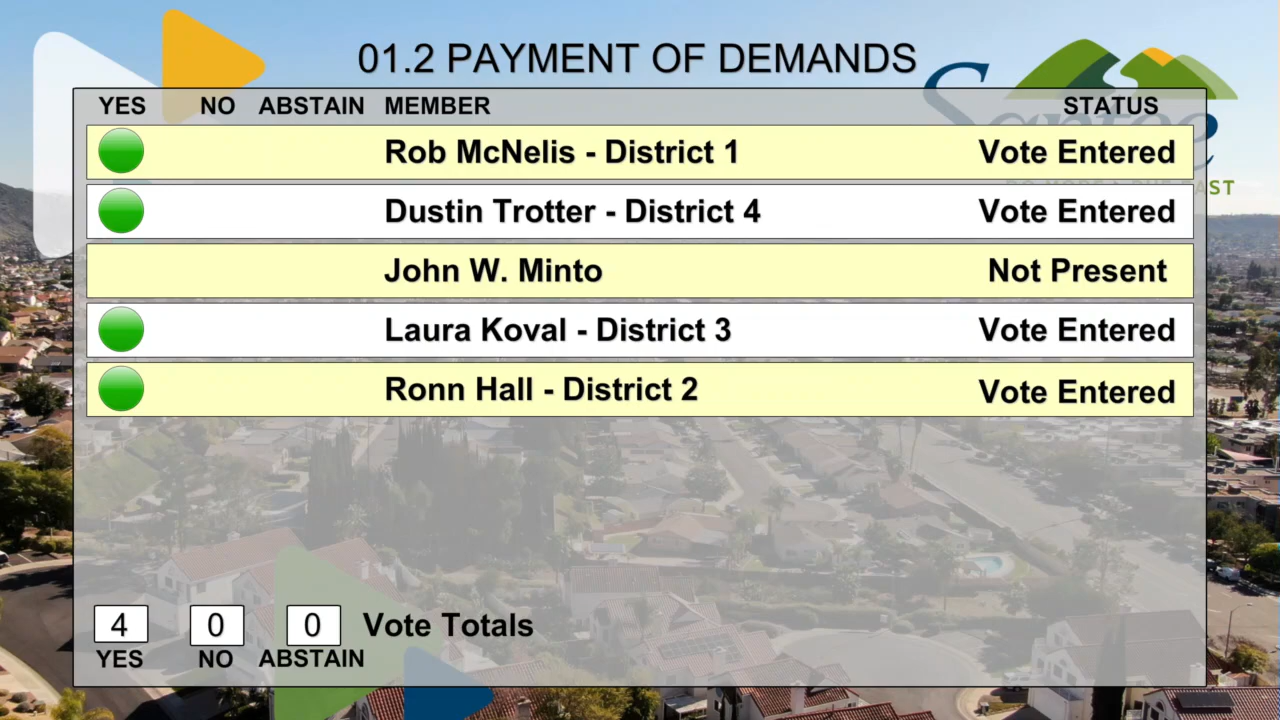 01.2 PAYMENT OF DEMANDS
YES NO ABSTAIN MEMBER STATUS
Rob McNelis - District 1 Vote Entered
Dustin Trotter - District 4 Vote Entered
John W. Minto Not Present
Laura Koval - District 3 Vote Entered
Ronn Hall - District 2 Vote Entered
4 0 0 Vote Totals
YES NO ABSTAIN
Santee